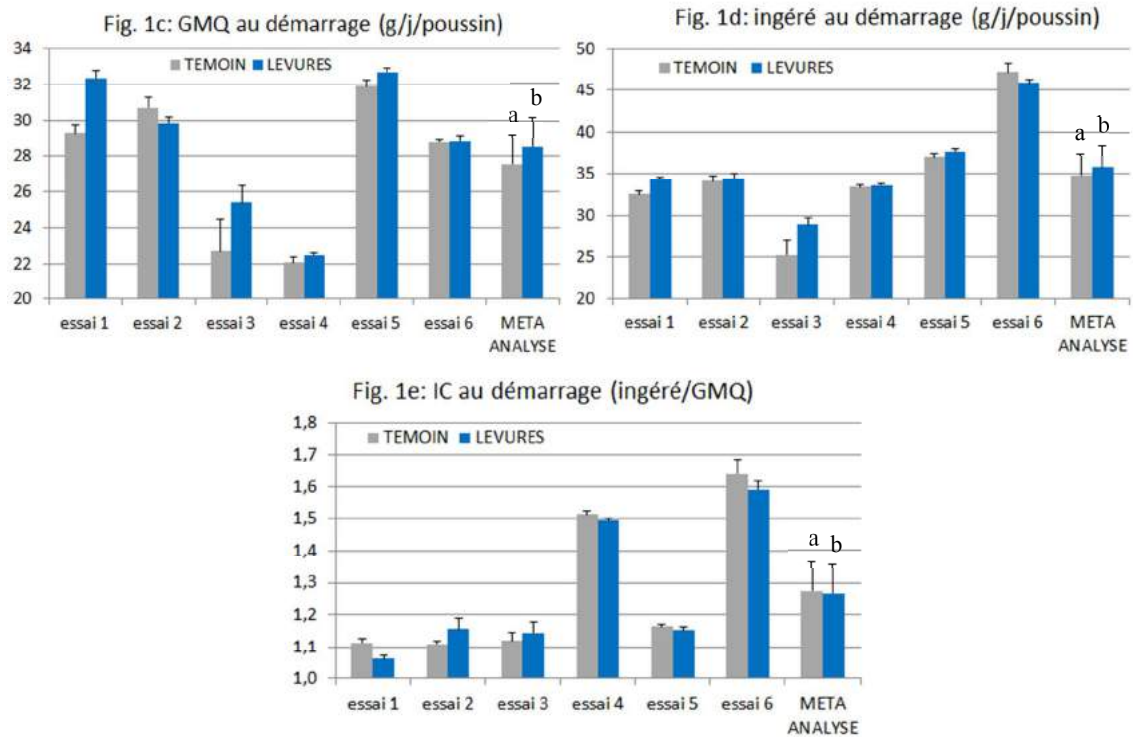 Fig. 1c: GMQ au démarrage (g/j/poussin)
34
32
30
28
26
24
22
20
TEMOIN LEVURES
a b
essai 1 essai 2 essai 3 essai 4 essai 5 essai 6 META
ANALYSE
Fig. 1d: ingéré au démarrage (g/j/poussin)
50
45
40
35
30
25
20
TEMOIN LEVURES
a b
essai 1 essai 2 essai 3 essai 4 essai 5 essai 6 META
ANALYSE
Fig. 1e: IC au démarrage (ingéré/GMQ)
1,8
1,7
1,6
1,5
1,4
1,3
1,2
1,1
1,0
TEMOIN LEVURES
a b
essai 1 essai 2 essai 3 essai 4 essai 5 essai 6 META
ANALYSE